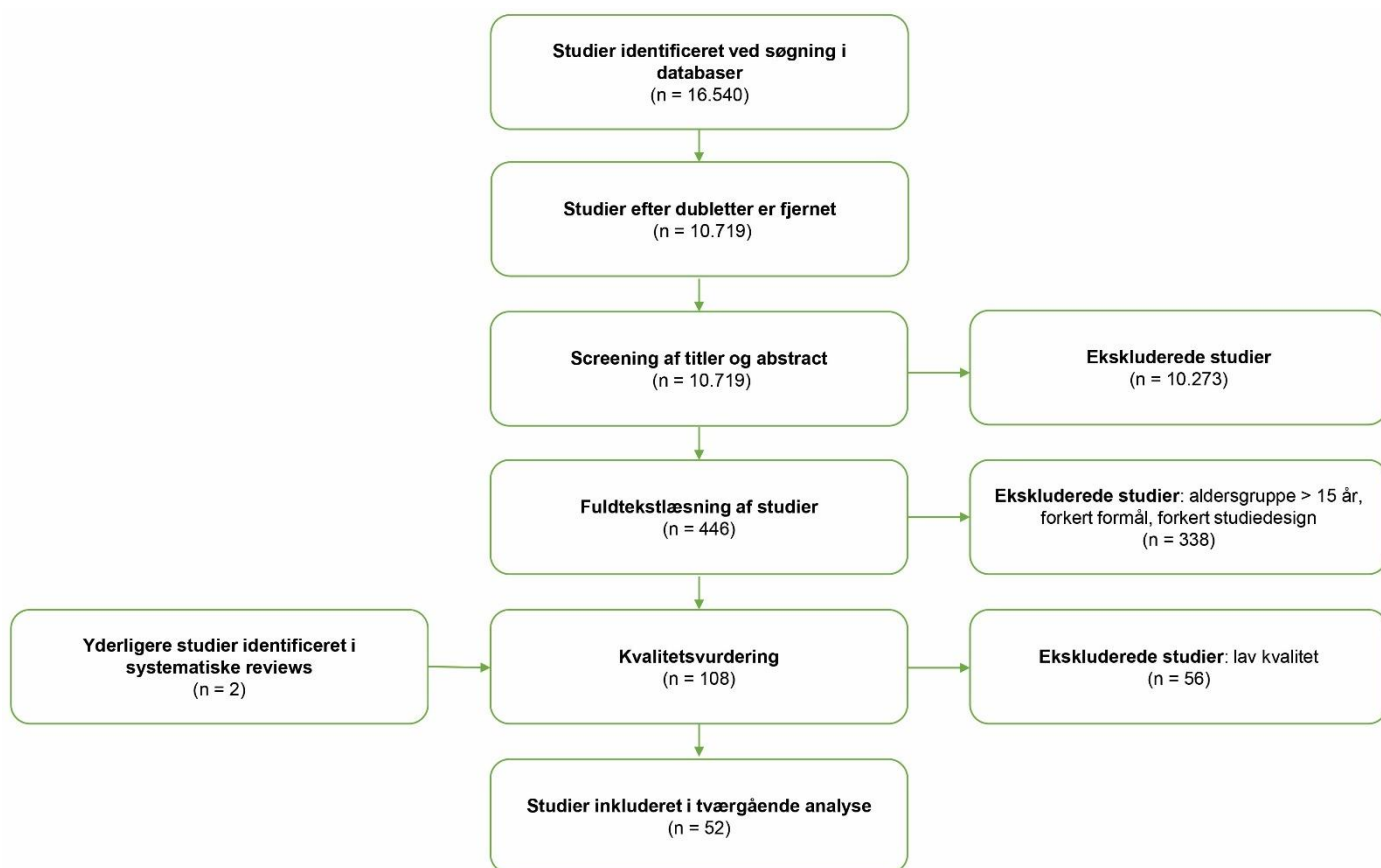 Studier identificeret ved søgning i
databaser
(n = 16.540)
Studier efter dubletter er fjernet
(n = 10.719)
Screening af titler og abstract
(n = 10.719)
Ekskluderede studier
(n = 10.273)
Fuldtekstlæsning af studier
(n = 446)
Ekskluderede studier: aldersgruppe > 15 år,
forkert formål, forkert studiedesign
(n = 338)
Yderligere studier identificeret i
systematiske reviews
(n = 2)
Kvalitetsvurdering
(n = 108)
Ekskluderede studier: lav kvalitet
(n = 56)
Studier inkluderet i tværgående analyse
(n = 52)